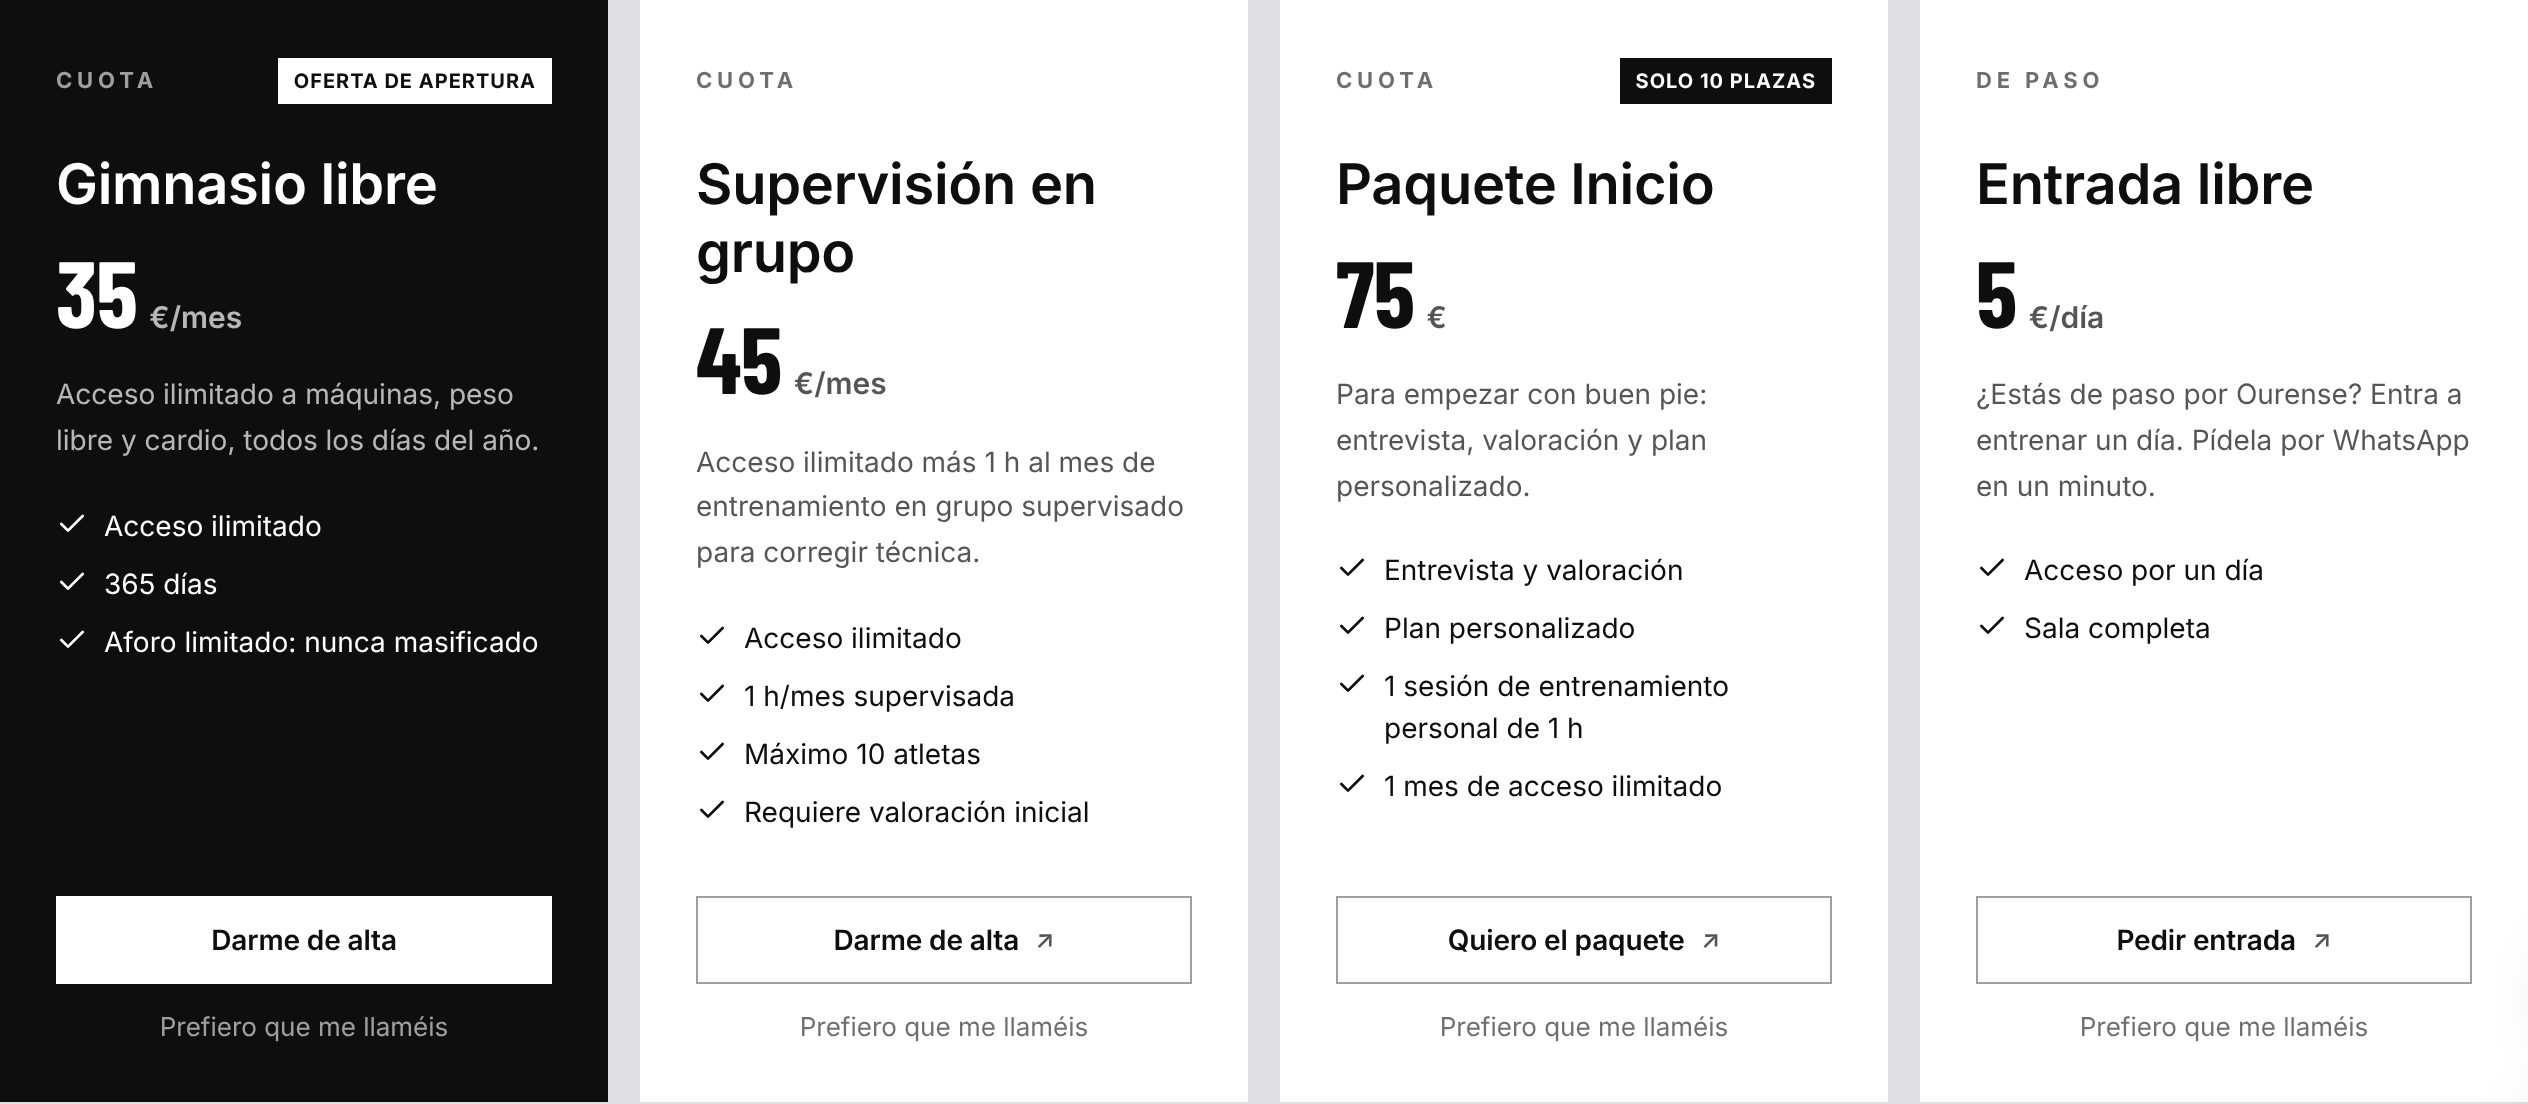 CUOTA
OFERTA DE APERTURA
Gimnasio libre
35 €/mes
Acceso ilimitado a máquinas, peso
libre y cardio, todos los días del año.
Acceso ilimitado
365 días
Aforo limitado: nunca masificado
Darme de alta
Prefiero que me llaméis
CUOTA
Supervisión en
grupo
45 €/mes
Acceso ilimitado más 1 h al mes de
entrenamiento en grupo supervisado
para corregir técnica.
Acceso ilimitado
1 h/mes supervisada
Máximo 10 atletas
Requiere valoración inicial
Darme de alta
Prefiero que me llaméis
CUOTA
SOLO 10 PLAZAS
Paquete Inicio
75 €
Para empezar con buen pie:
entrevista, valoración y plan
personalizado.
Entrevista y valoración
Plan personalizado
1 sesión de entrenamiento
personal de 1 h
1 mes de acceso ilimitado
Quiero el paquete
Prefiero que me llaméis
DE PASO
Entrada libre
5 €/día
¿Estás de paso por Ourense? Entra a
entrenar un día. Pídela por WhatsApp
en un minuto.
Acceso por un día
Sala completa
Pedir entrada
Prefiero que me llaméis